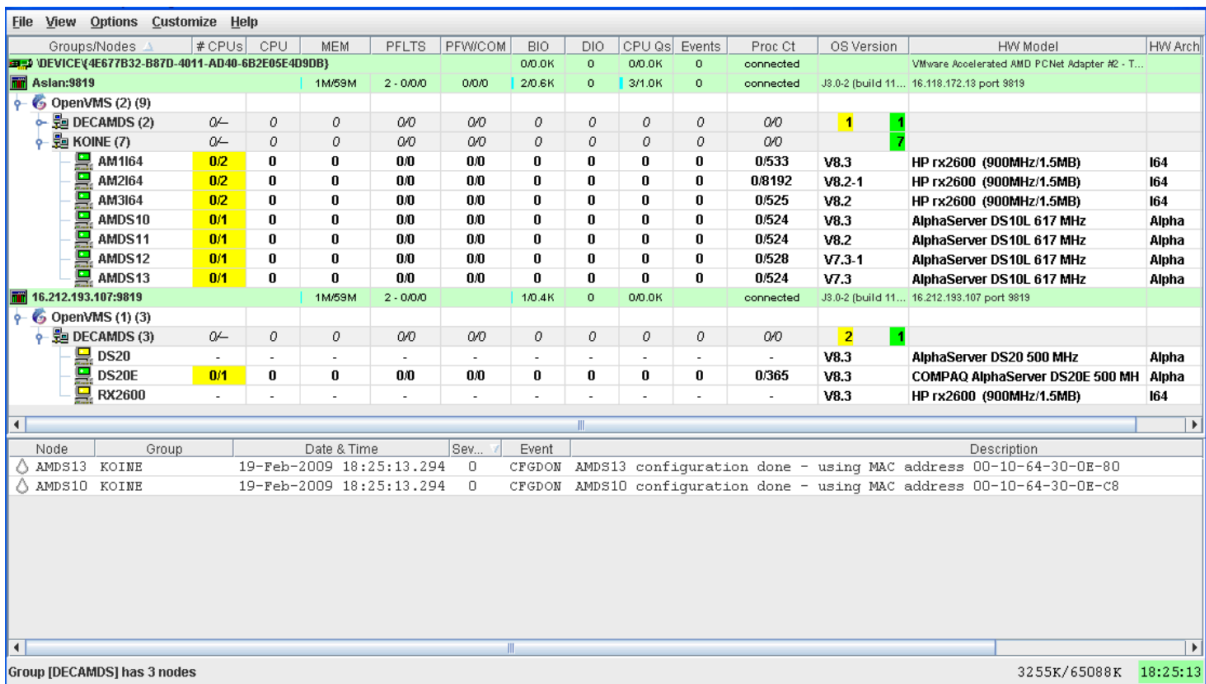 File View Options Customize Help
Groups/Nodes # CPUs CPU MEM PFLTS PFW/COM BIO DIO CPU Qs Events Proc Ct OS Version HW Model HW Arch
\DEVICE\{4E677B32-B87D-4011-AD40-6B2E05E4D9DB} 0/0.0K 0 0/0.0K 0 connected VMware Accelerated AMD PCNet Adapter #2 - T...
Aslan:9819 1M/59M 2 - 0/0/0 0/0/0 2/0.6K 0 3/1.0K 0 connected J3.0-2 (build 11... 16.118.172.13 port 9819
OpenVMS (2) (9)
DECAMDS (2) 0/-- 0 0 0/0 0/0 0 0 0 0 0/0 1 1
KOINE (7) 0/-- 0 0 0/0 0/0 0 0 0 0 0/0 7
AM1I64 0/2 0 0 0/0 0/0 0 0 0 0 0/533 V8.3 HP rx2600 (900MHz/1.5MB) I64
AM2I64 0/2 0 0 0/0 0/0 0 0 0 0 0/8192 V8.2-1 HP rx2600 (900MHz/1.5MB) I64
AM3I64 0/2 0 0 0/0 0/0 0 0 0 0 0/525 V8.2 HP rx2600 (900MHz/1.5MB) I64
AMDS10 0/1 0 0 0/0 0/0 0 0 0 0 0/524 V8.3 AlphaServer DS10L 617 MHz Alpha
AMDS11 0/1 0 0 0/0 0/0 0 0 0 0 0/524 V8.2 AlphaServer DS10L 617 MHz Alpha
AMDS12 0/1 0 0 0/0 0/0 0 0 0 0 0/528 V7.3-1 AlphaServer DS10L 617 MHz Alpha
AMDS13 0/1 0 0 0/0 0/0 0 0 0 0 0/524 V7.3 AlphaServer DS10L 617 MHz Alpha
16.212.193.107:9819 1M/59M 2 - 0/0/0 1/0.4K 0 0/0.0K connected J3.0-2 (build 11... 16.212.193.107 port 9819
OpenVMS (1) (3)
DECAMDS (3) 0/-- 0 0 0/0 0/0 0 0 0 0 0/0 2 1
DS20 - - - - - - - - - - V8.3 AlphaServer DS20 500 MHz Alpha
DS20E 0/1 0 0 0/0 0/0 0 0 0 0 0/365 V8.3 COMPAQ AlphaServer DS20E 500 MH Alpha
RX2600 - - - - - - - - - - V8.3 HP rx2600 (900MHz/1.5MB) I64
Node Group Date & Time Sev... Event Description
AMDS13 KOINE 19-Feb-2009 18:25:13.294 0 CFGDON AMDS13 configuration done - using MAC address 00-10-64-30-0E-80
AMDS10 KOINE 19-Feb-2009 18:25:13.294 0 CFGDON AMDS10 configuration done - using MAC address 00-10-64-30-0E-C8
Group [DECAMDS] has 3 nodes 3255K/65088K 18:25:13